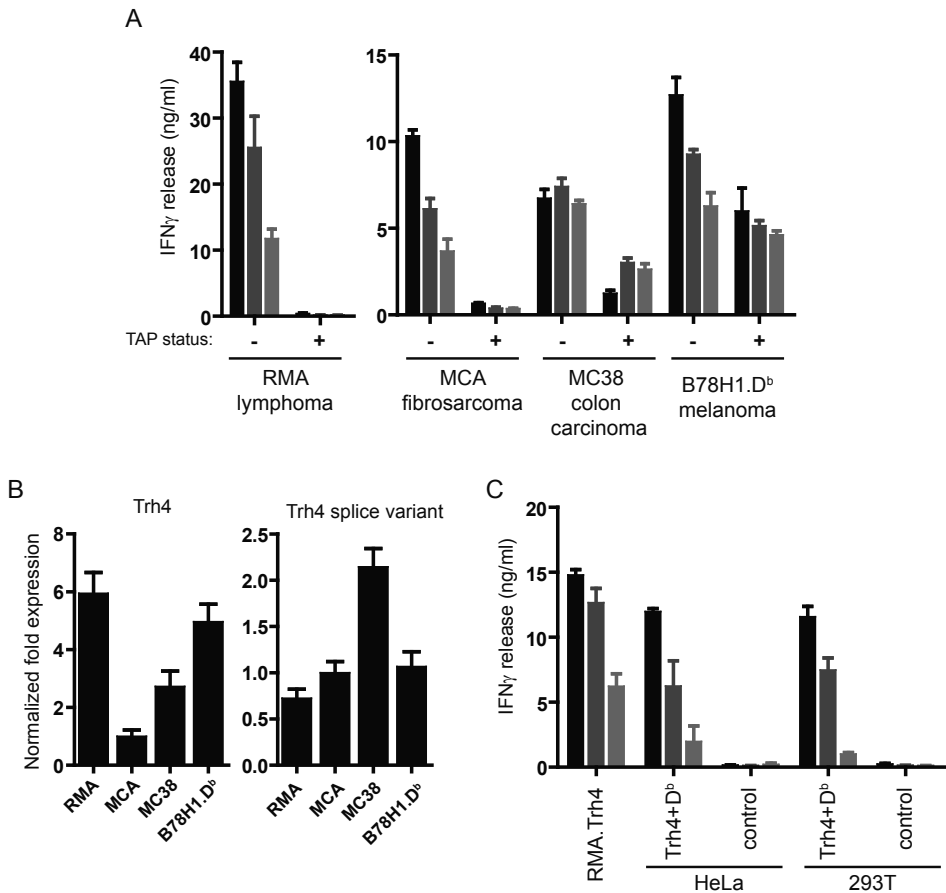 A
IFNγ release (ng/ml)
40
30
20
10
0
15
10
5
0
TAP status:
- + - + - + - +
RMA
lymphoma
MCA
fibrosarcoma
MC38
colon
carcinoma
B78H1.Dᵇ
melanoma
B
Trh4
Normalized fold expression
8
6
4
2
0
RMA
MCA
MC38
B78H1.Dᵇ
Trh4 splice variant
2.5
2.0
1.5
1.0
0.5
0.0
RMA
MCA
MC38
B78H1.Dᵇ
C
IFNγ release (ng/ml)
20
15
10
5
0
RMA.Trh4
Trh4+Dᵇ
control
Trh4+Dᵇ
control
HeLa
293T